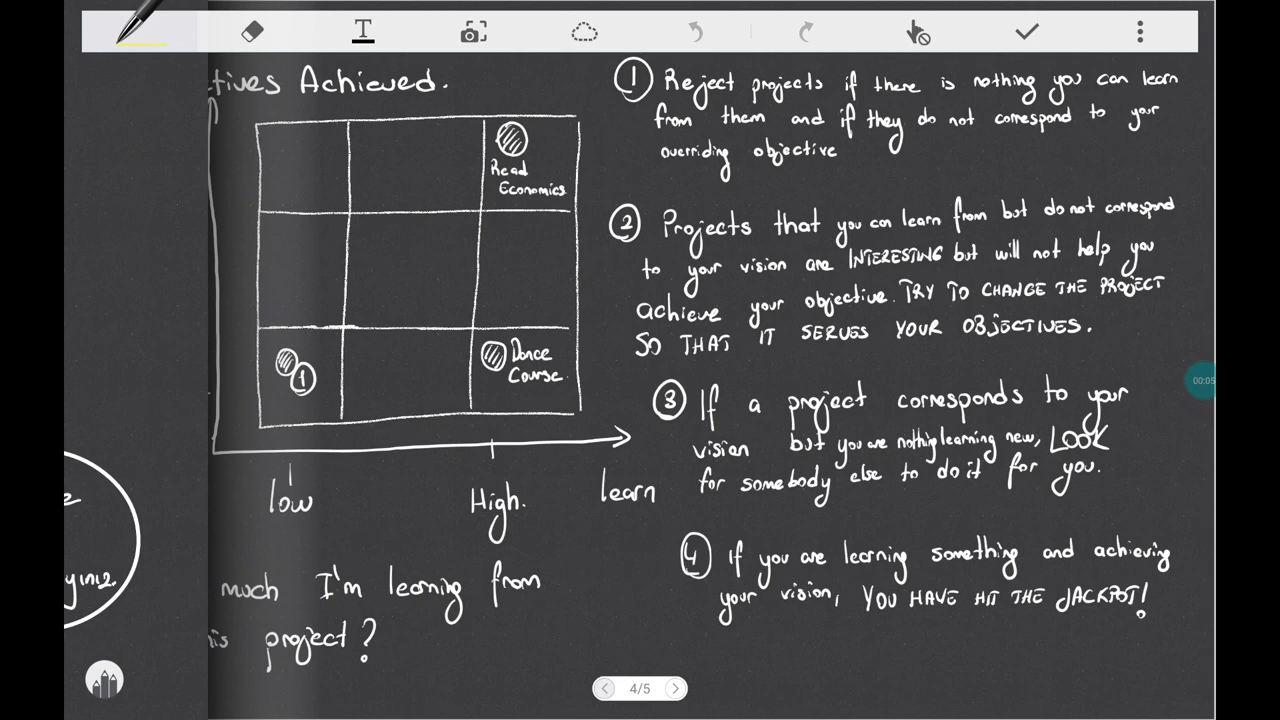 T
tives Achieved.
Read
Economics
1
Dance
Course.
low
High.
learn
much I'm learning from
is project?
1 Reject projects if there is nothing you can learn
from them and if they do not correspond to your
overriding objective
2 Projects that you can learn from but do not correspond
to your vision are INTERESTING but will not help you
achieve your objective. TRY TO CHANGE THE PROJECT
SO THAT IT SERVES YOUR OBJECTIVES.
3 If a project corresponds to your
vision but you are nothing learning new, LOOK
for somebody else to do it for you.
4 If you are learning something and achieving
your vision, YOU HAVE HIT THE JACKPOT!
00:05
4/5